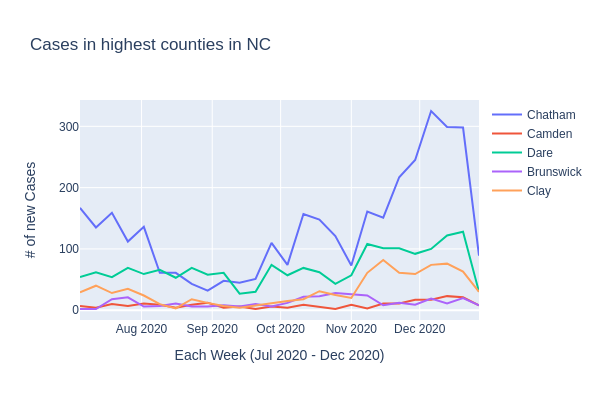 Cases in highest counties in NC
# of new Cases
300
200
100
0
Aug 2020 Sep 2020 Oct 2020 Nov 2020 Dec 2020
Each Week (Jul 2020 - Dec 2020)
Chatham
Camden
Dare
Brunswick
Clay